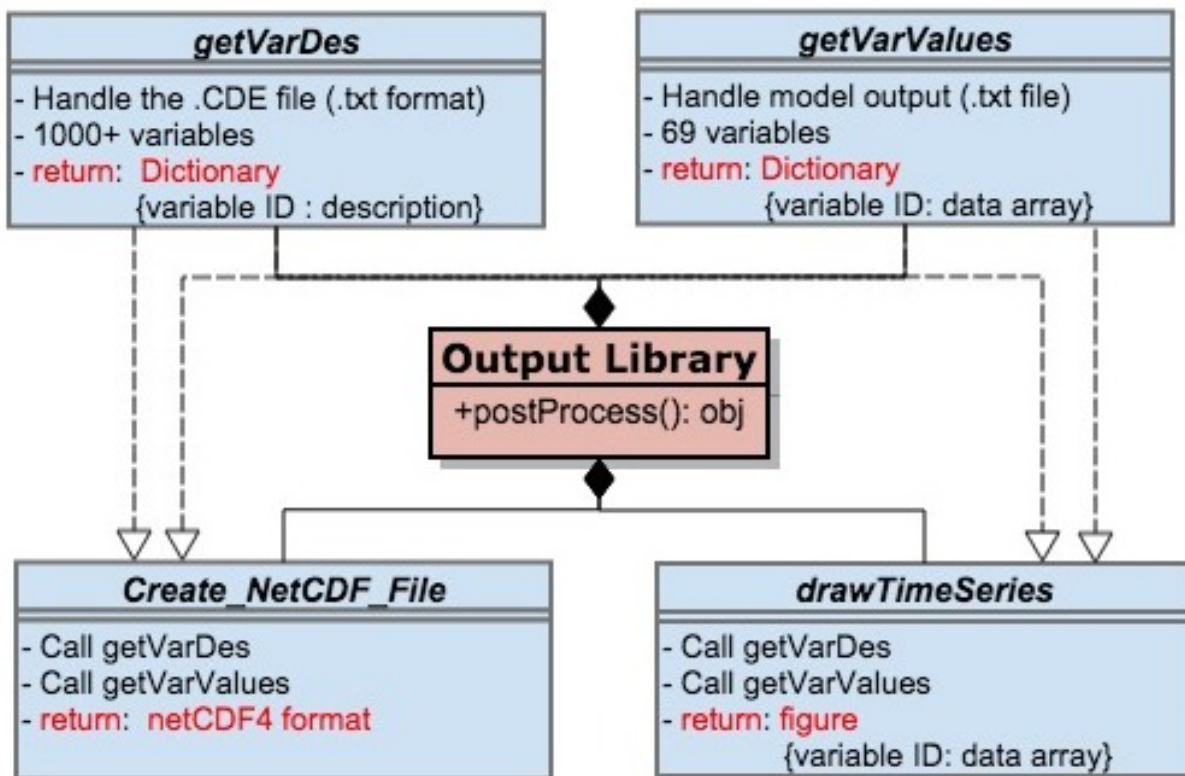 getVarDes
- Handle the .CDE file (.txt format)
- 1000+ variables
- return:  Dictionary
{variable ID : description}
getVarValues
- Handle model output (.txt file)
- 69 variables
- return: Dictionary
{variable ID: data array}
Output Library
+postProcess(): obj
Create_NetCDF_File
- Call getVarDes
- Call getVarValues
- return:  netCDF4 format
drawTimeSeries
- Call getVarDes
- Call getVarValues
- return: figure
{variable ID: data array}